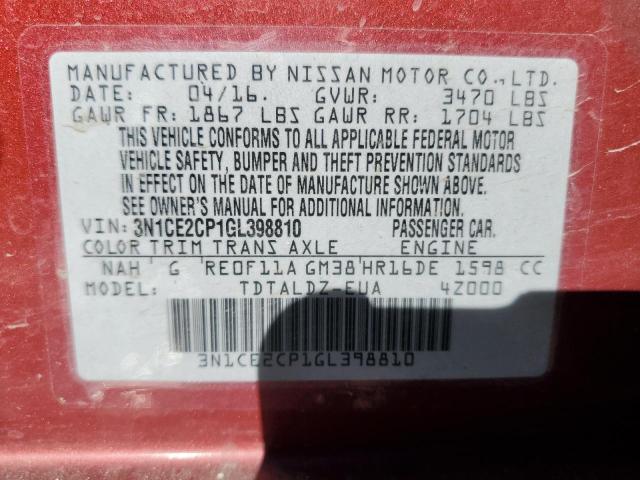 MANUFACTURED BY NISSAN MOTOR CO., LTD.
DATE: 04/16. GVWR: 3470 LBS
GAWR FR: 1867 LBS GAWR RR: 1704 LBS
THIS VEHICLE CONFORMS TO ALL APPLICABLE FEDERAL MOTOR
VEHICLE SAFETY, BUMPER AND THEFT PREVENTION STANDARDS
IN EFFECT ON THE DATE OF MANUFACTURE SHOWN ABOVE.
SEE OWNER'S MANUAL FOR ADDITIONAL INFORMATION.
VIN: 3N1CE2CP1GL398810 PASSENGER CAR.
COLOR TRIM TRANS AXLE ENGINE
NAH G RE0F11A GM38 HR16DE 1598 CC
MODEL: TDTALDZ-EUA 4Z000
3N1CE2CP1GL398810